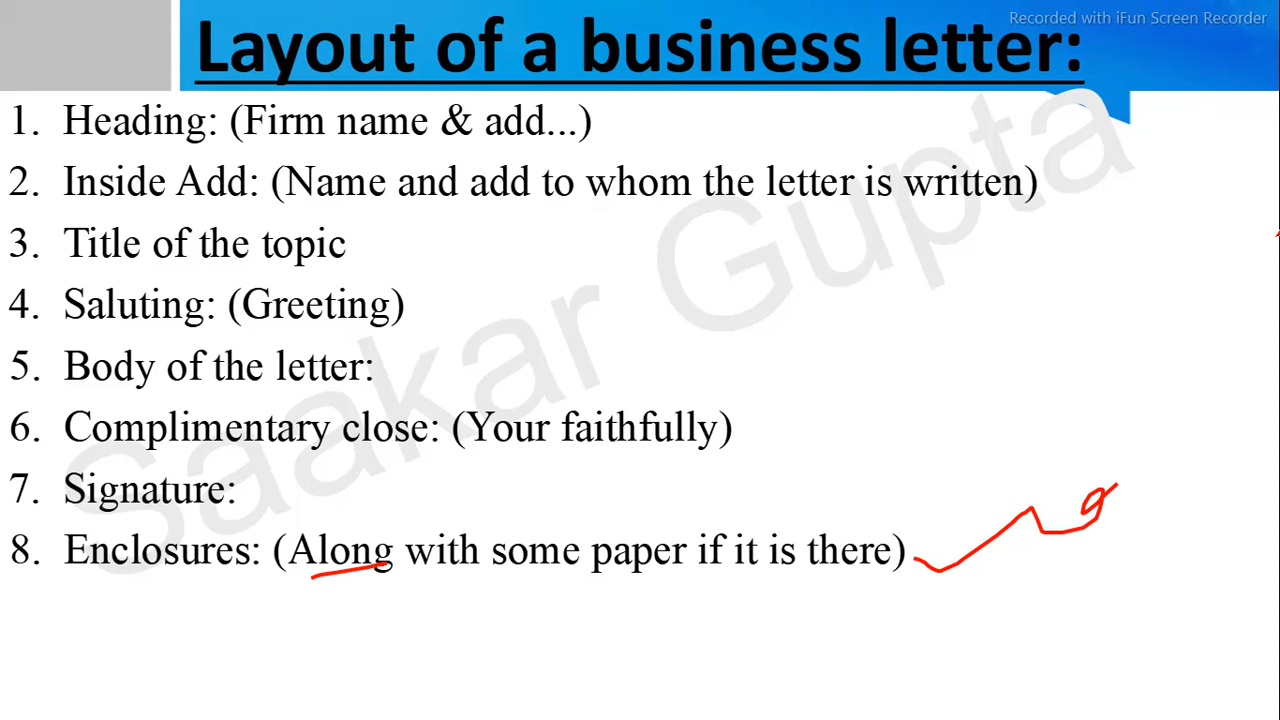 Recorded with iFun Screen Recorder
Layout of a business letter:
1. Heading: (Firm name & add...)
2. Inside Add: (Name and add to whom the letter is written)
3. Title of the topic
4. Saluting: (Greeting)
5. Body of the letter:
6. Complimentary close: (Your faithfully)
7. Signature:
8. Enclosures: (Along with some paper if it is there)
Saakar Gupta